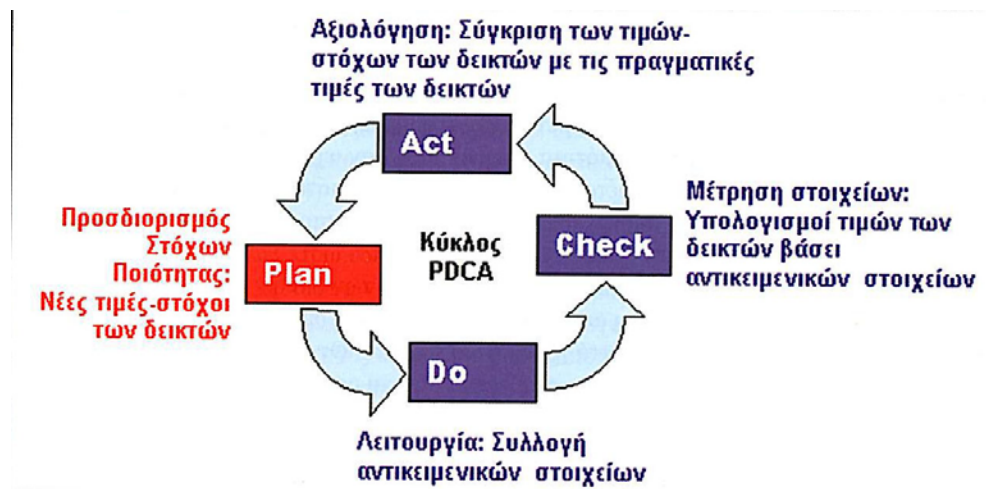 Αξιολόγηση: Σύγκριση των τιμών-
στόχων των δεικτών με τις πραγματικές
τιμές των δεικτών
Act
Μέτρηση στοιχείων:
Υπολογισμοί τιμών των
δεικτών βάσει
αντικειμενικών στοιχείων
Check
Κύκλος
PDCA
Προσδιορισμός
Στόχων
Ποιότητας:
Νέες τιμές-στόχοι
των δεικτών
Plan
Do
Λειτουργία: Συλλογή
αντικειμενικών στοιχείων